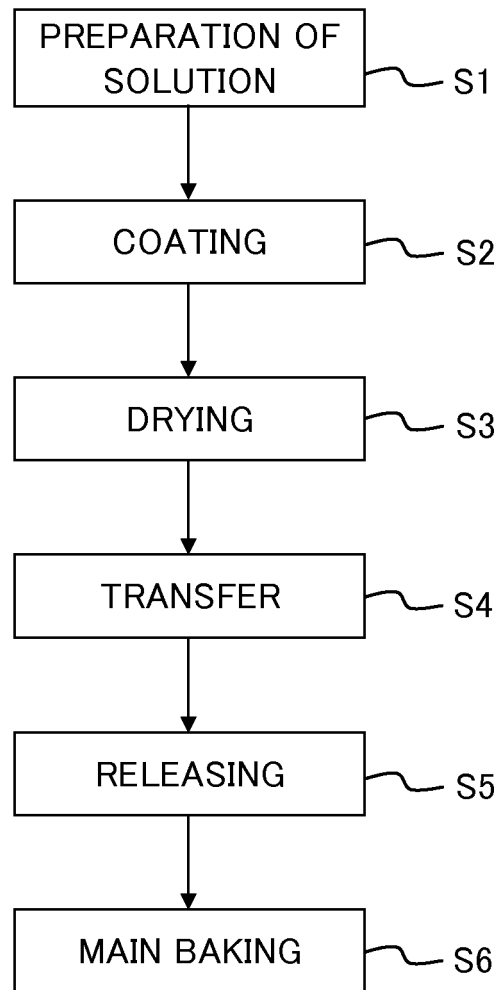 PREPARATION OF
SOLUTION
S1
COATING
S2
DRYING
S3
TRANSFER
S4
RELEASING
S5
MAIN BAKING
S6